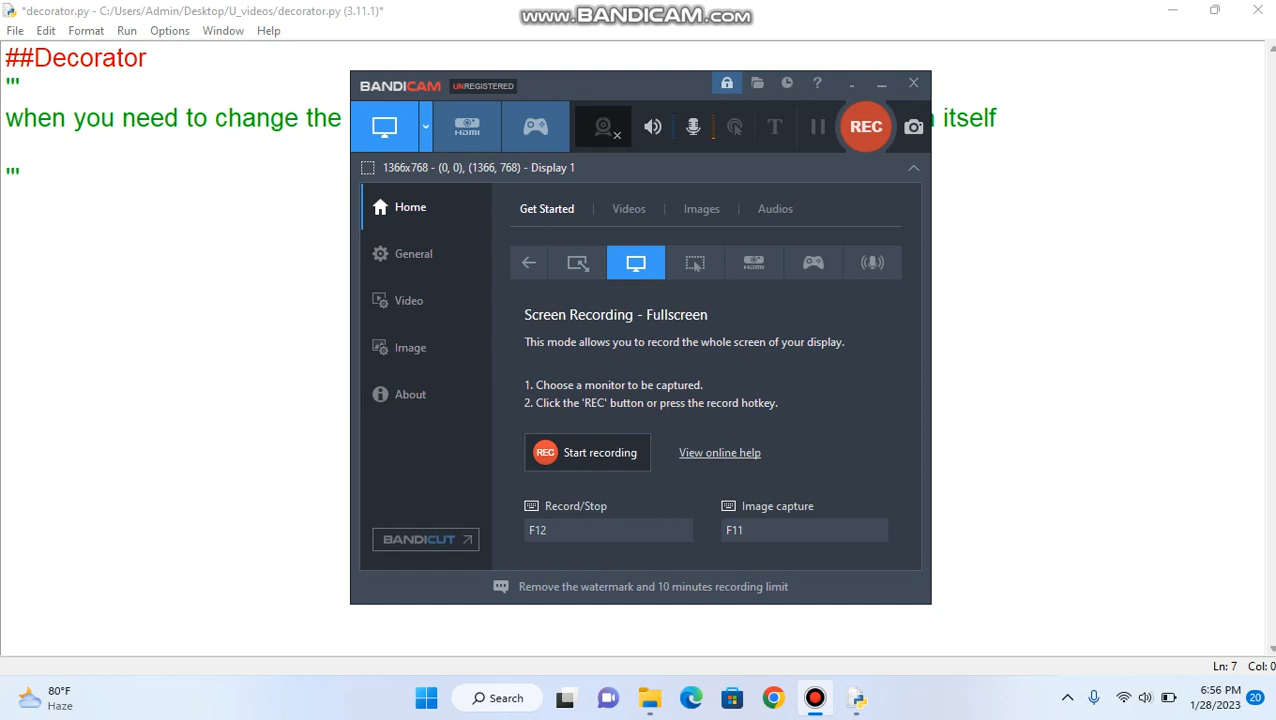 *decorator.py - C:/Users/Admin/Desktop/U_videos/decorator.py (3.11.1)*
www.BANDICAM.com
File Edit Format Run Options Window Help
##Decorator
'''
when you need to change the
itself
'''
BANDICAM UNREGISTERED
?
HDMI
T
REC
1366x768 - (0, 0), (1366, 768) - Display 1
Home
General
Video
Image
About
BANDICUT
Get Started Videos Images Audios
HDMI
Screen Recording - Fullscreen
This mode allows you to record the whole screen of your display.
1. Choose a monitor to be captured.
2. Click the 'REC' button or press the record hotkey.
REC Start recording View online help
Record/Stop Image capture
F12 F11
Remove the watermark and 10 minutes recording limit
Ln: 7 Col: 0
80°F
Haze
Search
6:56 PM
1/28/2023
20